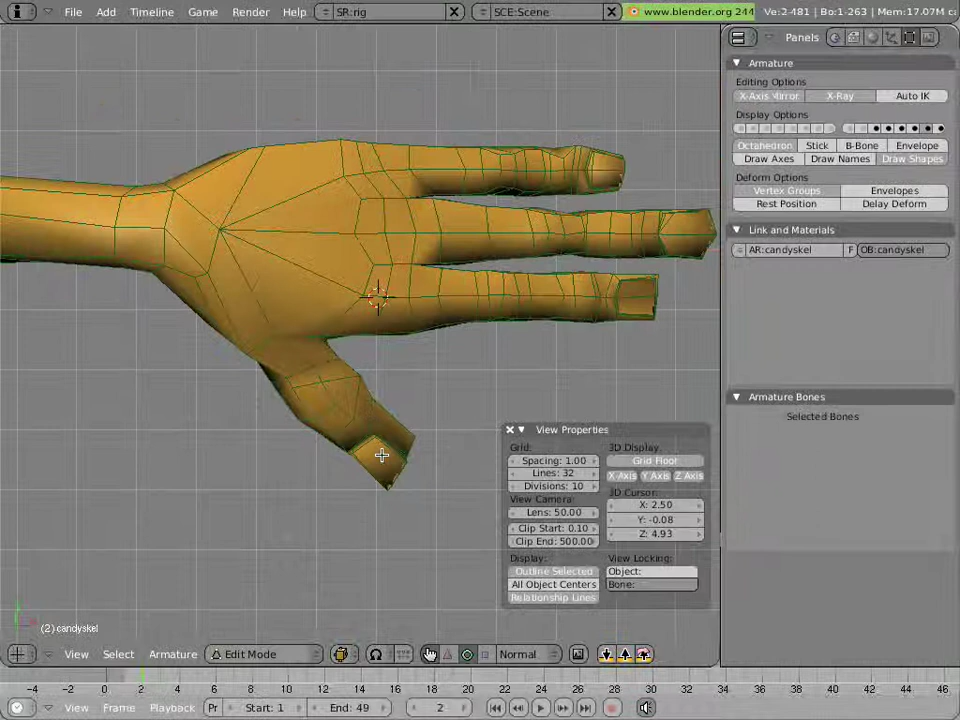 File Add Timeline Game Render Help SR:rig SCE:Scene www.blender.org 244 Ve:2-481 | Bo:1-263 | Mem:17.07M
Panels
Armature
Editing Options
X-Axis Mirror X-Ray Auto IK
Display Options
Octahedron Stick B-Bone Envelope
Draw Axes Draw Names Draw Shapes
Deform Options
Vertex Groups Envelopes
Rest Position Delay Deform
Link and Materials
AR:candyskel F OB:candyskel
Armature Bones
Selected Bones
View Properties
Grid: 3D Display:
Spacing: 1.00 Grid Floor
Lines: 32 X Axis Y Axis Z Axis
Divisions: 10 3D Cursor:
View Camera: X: 2.50
Lens: 50.00 Y: -0.08
Clip Start: 0.10 Z: 4.93
Clip End: 500.00
Display: View Locking:
Outline Selected Object:
All Object Centers Bone:
Relationship Lines
(2) candyskel
View Select Armature Edit Mode Normal
-4 -2 0 2 4 6 8 10 12 14 16 18 20 22 24 26 28 30 32 34 36 38 40 42 44 46
View Frame Playback Pr Start: 1 End: 49 2